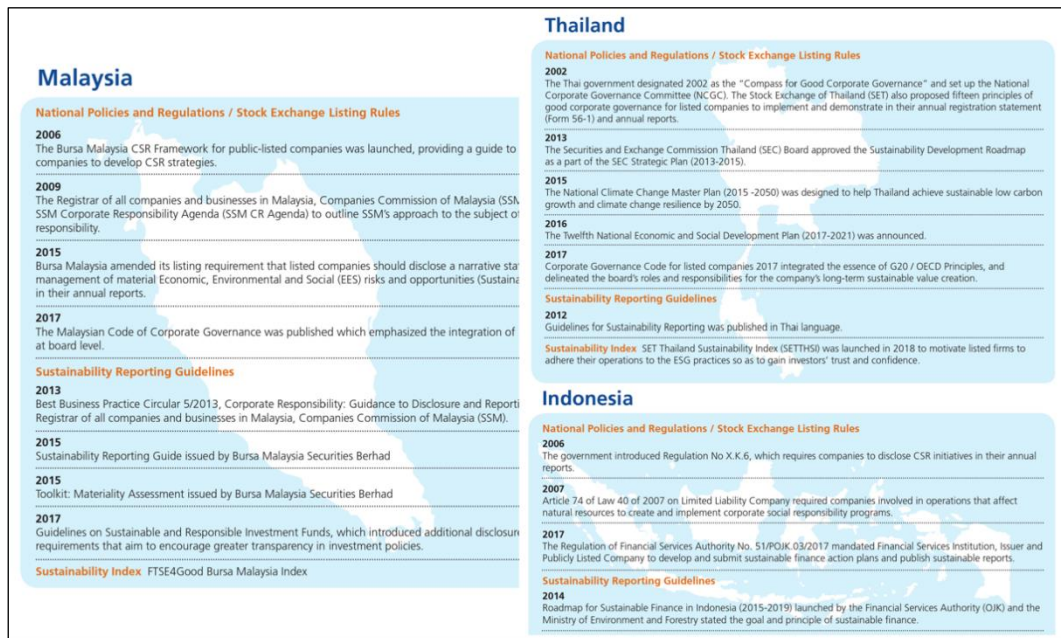 Malaysia
National Policies and Regulations / Stock Exchange Listing Rules
2006
The Bursa Malaysia CSR Framework for public-listed companies was launched, providing a guide to
companies to develop CSR strategies.
2009
The Registrar of all companies and businesses in Malaysia, Companies Commission of Malaysia (SSM
SSM Corporate Responsibility Agenda (SSM CR Agenda) to outline SSM's approach to the subject of
responsibility.
2015
Bursa Malaysia amended its listing requirement that listed companies should disclose a narrative sta
management of material Economic, Environmental and Social (EES) risks and opportunities (Sustaina
in their annual reports.
2017
The Malaysian Code of Corporate Governance was published which emphasized the integration of
at board level.
Sustainability Reporting Guidelines
2013
Best Business Practice Circular 5/2013, Corporate Responsibility: Guidance to Disclosure and Reporti
Registrar of all companies and businesses in Malaysia, Companies Commission of Malaysia (SSM).
2015
Sustainability Reporting Guide issued by Bursa Malaysia Securities Berhad
2015
Toolkit: Materiality Assessment issued by Bursa Malaysia Securities Berhad
2017
Guidelines on Sustainable and Responsible Investment Funds, which introduced additional disclosure
requirements that aim to encourage greater transparency in investment policies.
Sustainability Index FTSE4Good Bursa Malaysia Index
Thailand
National Policies and Regulations / Stock Exchange Listing Rules
2002
The Thai government designated 2002 as the "Compass for Good Corporate Governance" and set up the National
Corporate Governance Committee (NCGC). The Stock Exchange of Thailand (SET) also proposed fifteen principles of
good corporate governance for listed companies to implement and demonstrate in their annual registration statement
(Form 56-1) and annual reports.
2013
The Securities and Exchange Commission Thailand (SEC) Board approved the Sustainability Development Roadmap
as a part of the SEC Strategic Plan (2013-2015).
2015
The National Climate Change Master Plan (2015 -2050) was designed to help Thailand achieve sustainable low carbon
growth and climate change resilience by 2050.
2016
The Twelfth National Economic and Social Development Plan (2017-2021) was announced.
2017
Corporate Governance Code for listed companies 2017 integrated the essence of G20 / OECD Principles, and
delineated the board's roles and responsibilities for the company's long-term sustainable value creation.
Sustainability Reporting Guidelines
2012
Guidelines for Sustainability Reporting was published in Thai language.
Sustainability Index SET Thailand Sustainability Index (SETTHSI) was launched in 2018 to motivate listed firms to
adhere their operations to the ESG practices so as to gain investors' trust and confidence.
Indonesia
National Policies and Regulations / Stock Exchange Listing Rules
2006
The government introduced Regulation No X.K.6, which requires companies to disclose CSR initiatives in their annual
reports.
2007
Article 74 of Law 40 of 2007 on Limited Liability Company required companies involved in operations that affect
natural resources to create and implement corporate social responsibility programs.
2017
The Regulation of Financial Services Authority No. 51/POJK.03/2017 mandated Financial Services Institution, Issuer and
Publicly Listed Company to develop and submit sustainable finance action plans and publish sustainable reports.
Sustainability Reporting Guidelines
2014
Roadmap for Sustainable Finance in Indonesia (2015-2019) launched by the Financial Services Authority (OJK) and the
Ministry of Environment and Forestry stated the goal and principle of sustainable finance.